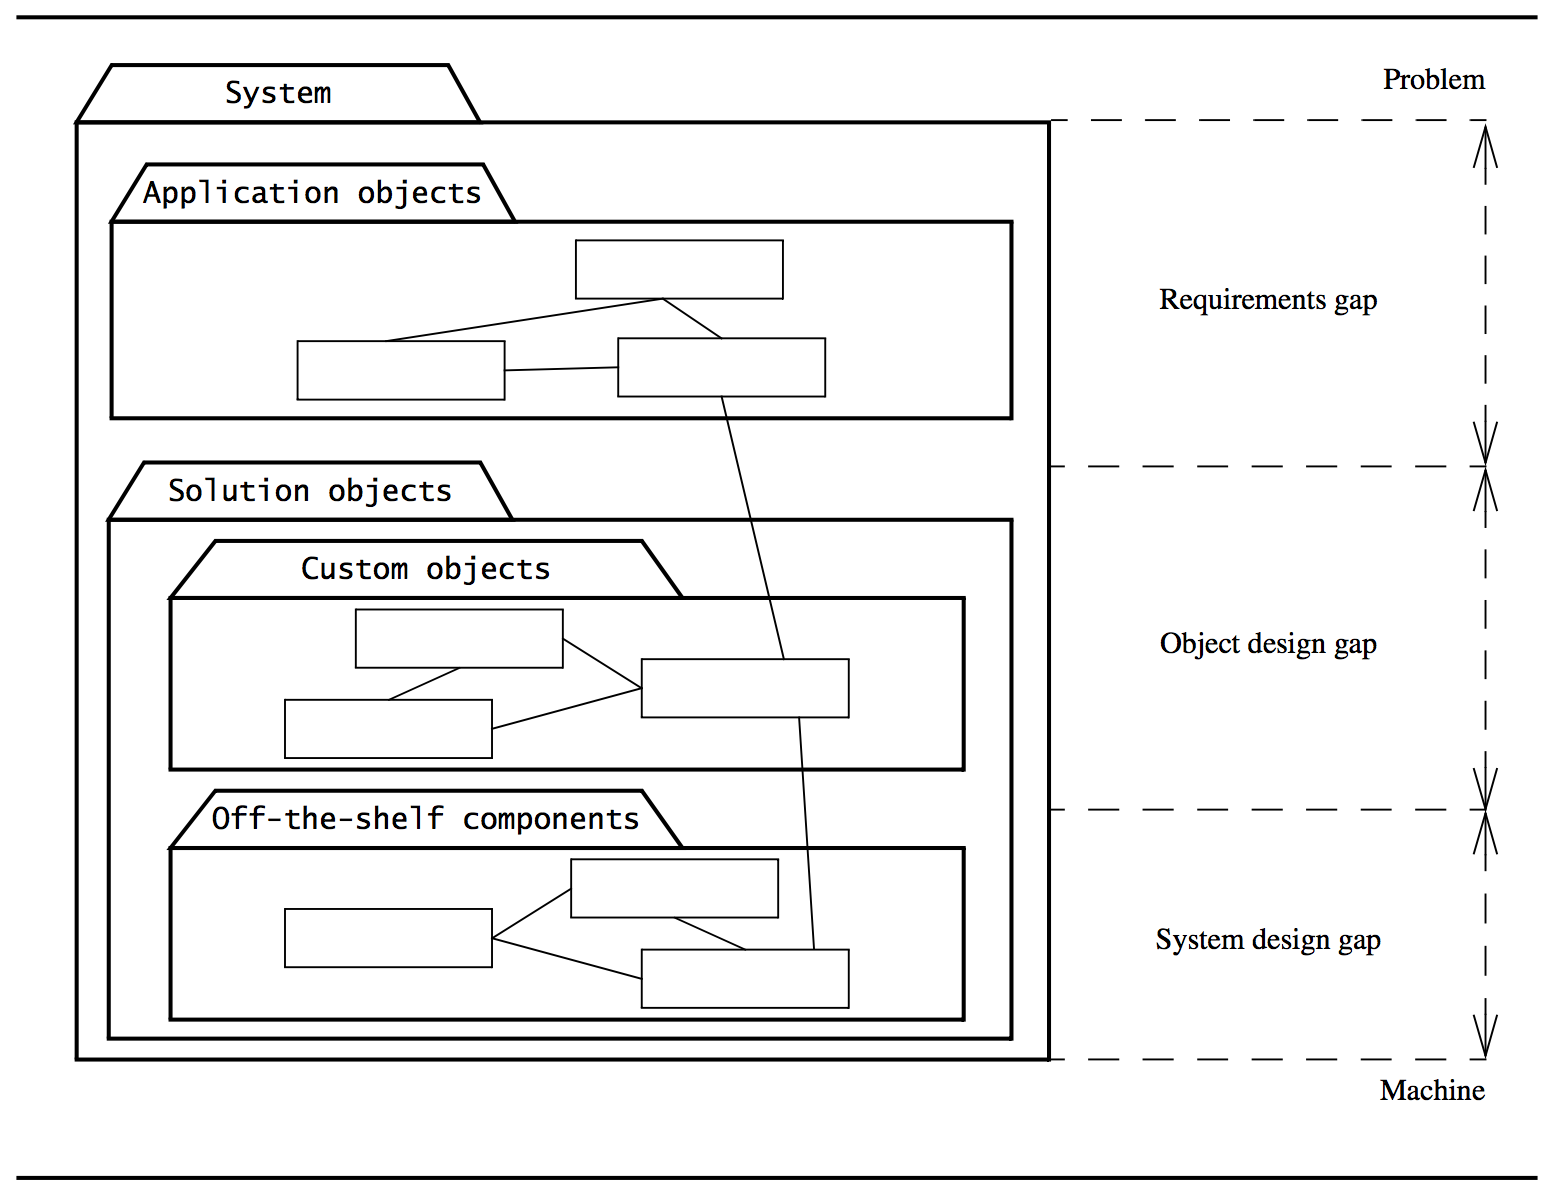 Problem
System
Application objects
Requirements gap
Solution objects
Custom objects
Object design gap
Off-the-shelf components
System design gap
Machine